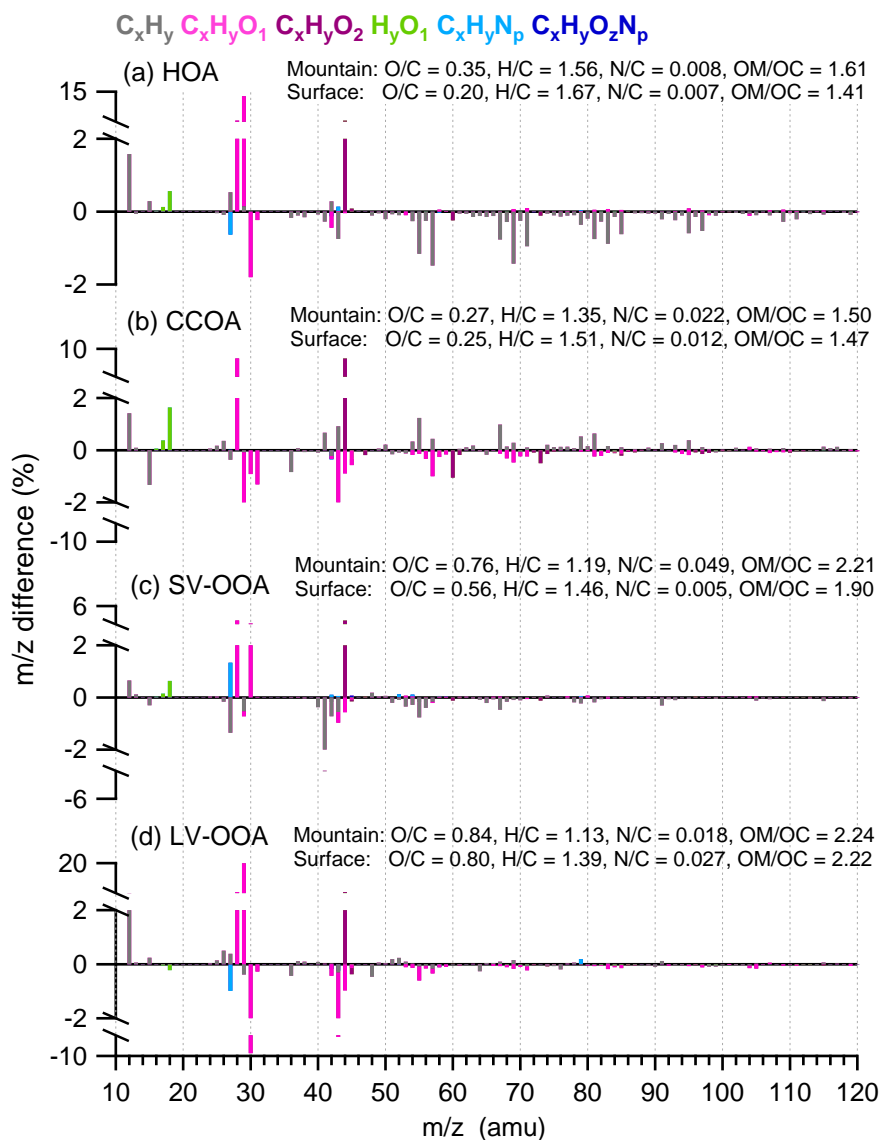 CxHy CxHyO1 CxHyO2 HyO1 CxHyNp CxHyOzNp
(a) HOA
Mountain: O/C = 0.35, H/C = 1.56, N/C = 0.008, OM/OC = 1.61
Surface: O/C = 0.20, H/C = 1.67, N/C = 0.007, OM/OC = 1.41
15
2
0
-2
(b) CCOA
Mountain: O/C = 0.27, H/C = 1.35, N/C = 0.022, OM/OC = 1.50
Surface: O/C = 0.25, H/C = 1.51, N/C = 0.012, OM/OC = 1.47
10
2
0
-2
-10
m/z difference (%)
(c) SV-OOA
Mountain: O/C = 0.76, H/C = 1.19, N/C = 0.049, OM/OC = 2.21
Surface: O/C = 0.56, H/C = 1.46, N/C = 0.005, OM/OC = 1.90
6
2
0
-2
-6
(d) LV-OOA
Mountain: O/C = 0.84, H/C = 1.13, N/C = 0.018, OM/OC = 2.24
Surface: O/C = 0.80, H/C = 1.39, N/C = 0.027, OM/OC = 2.22
20
2
0
-2
-10
10 20 30 40 50 60 70 80 90 100 110 120
m/z (amu)